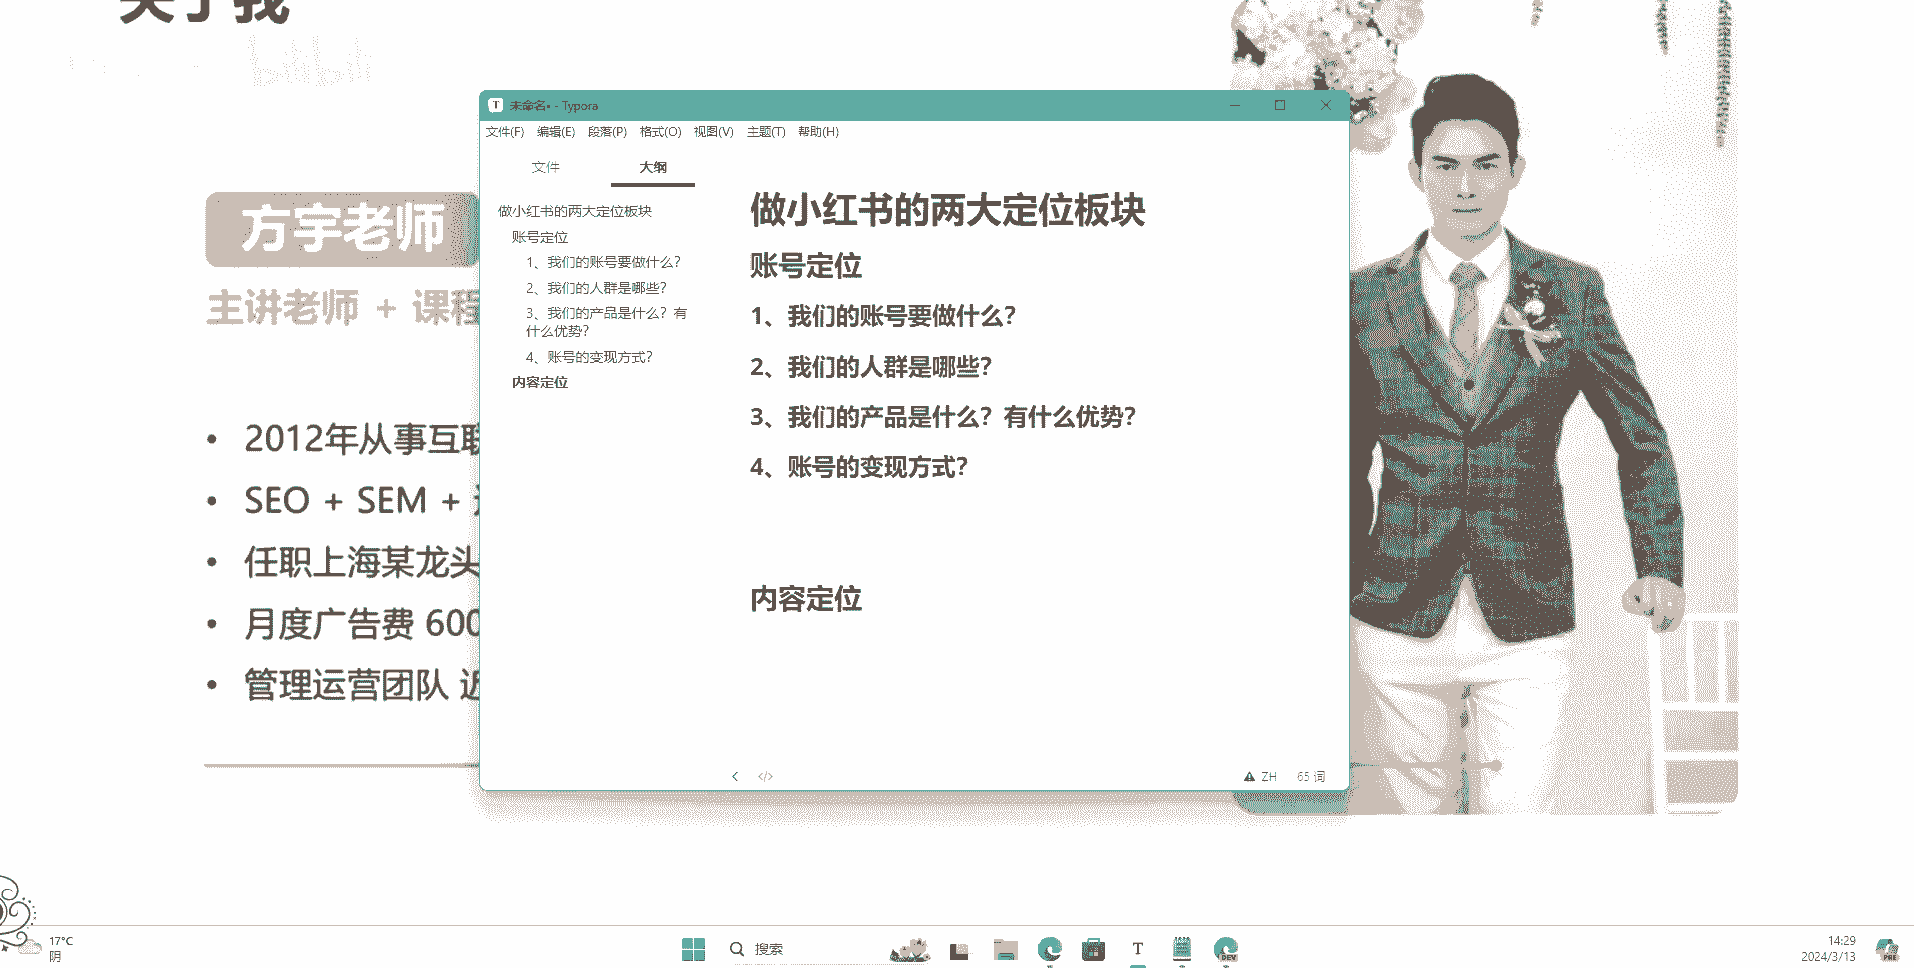 关于我
bilibili
未命名• - Typora
文件(F) 编辑(E) 段落(P) 格式(O) 视图(V) 主题(T) 帮助(H)
文件 大纲
做小红书的两大定位板块
账号定位
1、我们的账号要做什么？
2、我们的人群是哪些？
3、我们的产品是什么？有
什么优势？
4、账号的变现方式？
内容定位
做小红书的两大定位板块
账号定位
1、我们的账号要做什么？
2、我们的人群是哪些？
3、我们的产品是什么？有什么优势？
4、账号的变现方式？
内容定位
ZH 65 词
方宇老师
主讲老师 + 课程
• 2012年从事互联
• SEO + SEM +
• 任职上海某龙头
• 月度广告费 600
• 管理运营团队 近
17°C
阴
搜索
T
DEV
14:29
2024/3/13
PRE